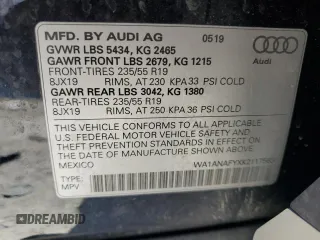 MFD. BY AUDI AG 0519
GVWR LBS 5434, KG 2465
GAWR FRONT LBS 2679, KG 1215
FRONT-TIRES 235/55 R19
8JX19 RIMS, AT 230 KPA 33 PSI COLD
GAWR REAR LBS 3042, KG 1380
REAR-TIRES 235/55 R19
8JX19 RIMS, AT 250 KPA 36 PSI COLD
THIS VEHICLE CONFORMS TO ALL APPLICABLE
U.S. FEDERAL MOTOR VEHICLE SAFETY
STANDARDS IN EFFECT ON THE DATE OF
MANUFACTURE SHOWN ABOVE.
MEXICO
TYPE:
MPV
Audi
DREAMBID